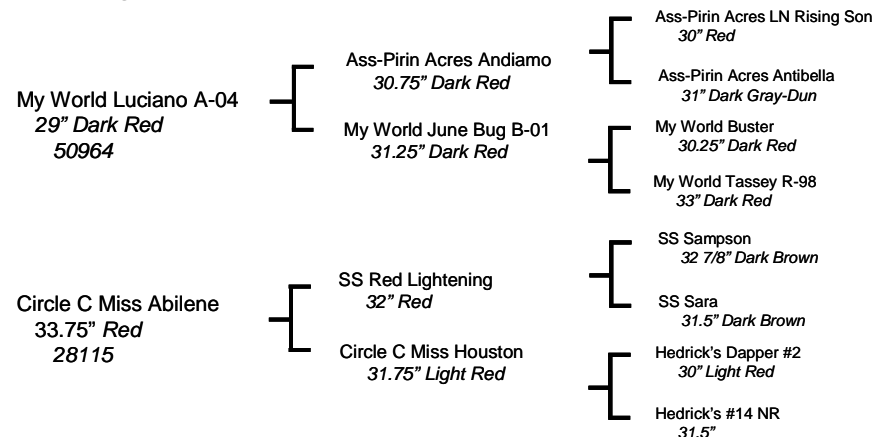 Ass-Pirin Acres LN Rising Son
30” Red
Ass-Pirin Acres Andiamo
30.75” Dark Red
Ass-Pirin Acres Antibella
31” Dark Gray-Dun
My World Luciano A-04
29” Dark Red
50964
My World June Bug B-01
31.25” Dark Red
My World Buster
30.25” Dark Red
My World Tassey R-98
33” Dark Red
SS Sampson
32 7/8” Dark Brown
SS Red Lightening
32” Red
SS Sara
31.5” Dark Brown
Circle C Miss Abilene
33.75” Red
28115
Circle C Miss Houston
31.75” Light Red
Hedrick’s Dapper #2
30” Light Red
Hedrick’s #14 NR
31.5”